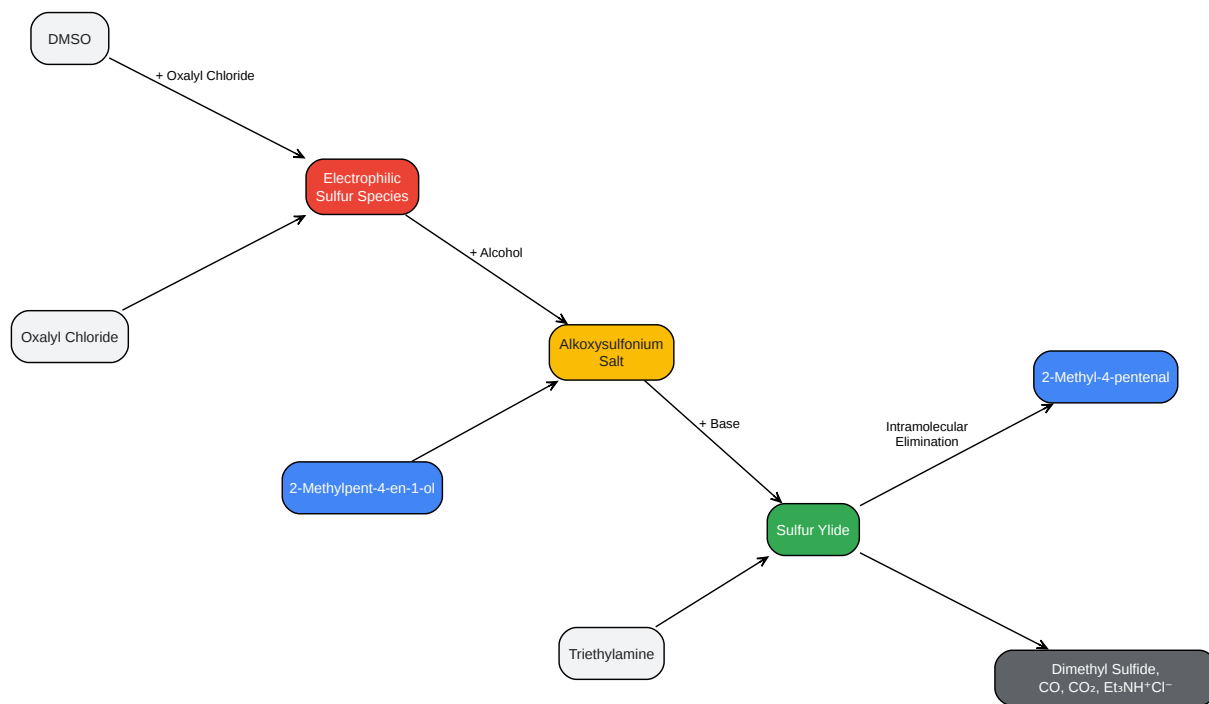 DMSO
+ Oxalyl Chloride
Electrophilic
Sulfur Species
+ Alcohol
Oxalyl Chloride
Alkoxysulfonium
Salt
2-Methyl-4-pentenal
+ Base
Intramolecular
Elimination
2-Methylpent-4-en-1-ol
Sulfur Ylide
Triethylamine
Dimethyl Sulfide,
CO, CO₂, Et₃NH⁺Cl⁻